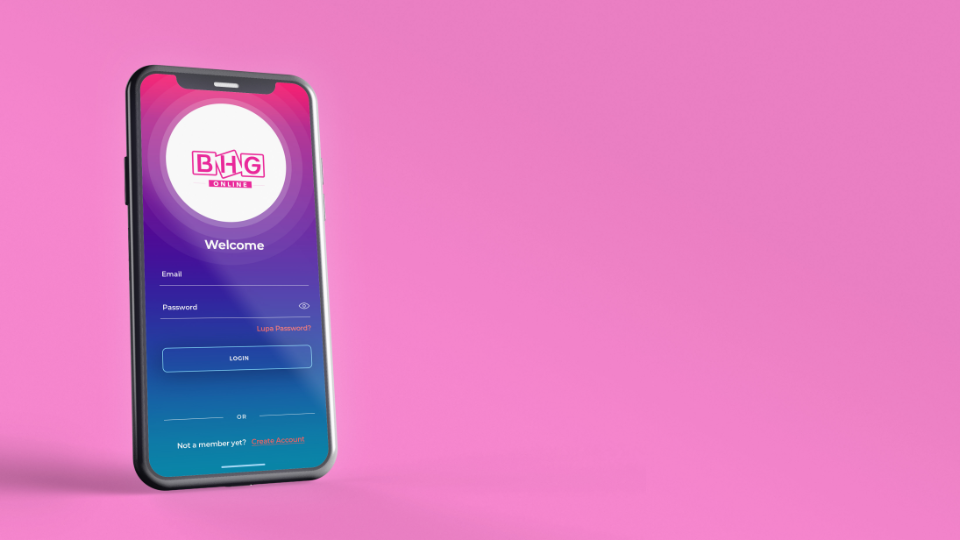 BHG
ONLINE
Welcome
Email
Password
Lupa Password?
LOGIN
OR
Not a member yet? Create Account